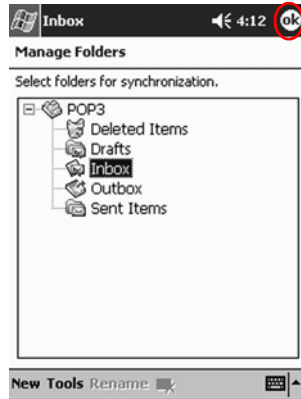 Inbox 4:12 ok
Manage Folders
Select folders for synchronization.
POP3
Deleted Items
Drafts
Inbox
Outbox
Sent Items
New Tools Rename